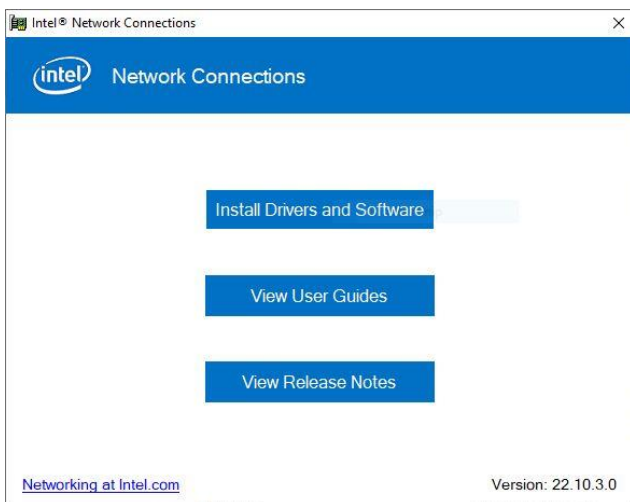 Intel® Network Connections
intel Network Connections
Install Drivers and Software
View User Guides
View Release Notes
Networking at Intel.com Version: 22.10.3.0